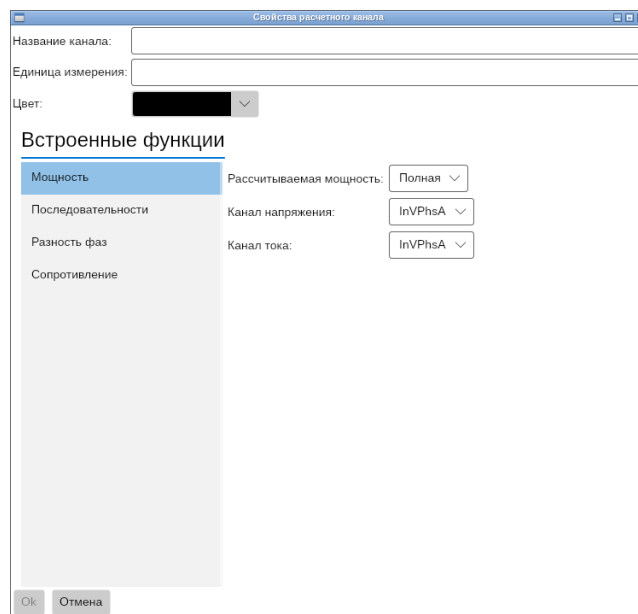 Свойства расчетного канала
Название канала:
Единица измерения:
Цвет:
Встроенные функции
Мощность
Рассчитываемая мощность: Полная
Последовательности
Канал напряжения: InVPhsA
Разность фаз
Канал тока: InVPhsA
Сопротивление
Ok Отмена